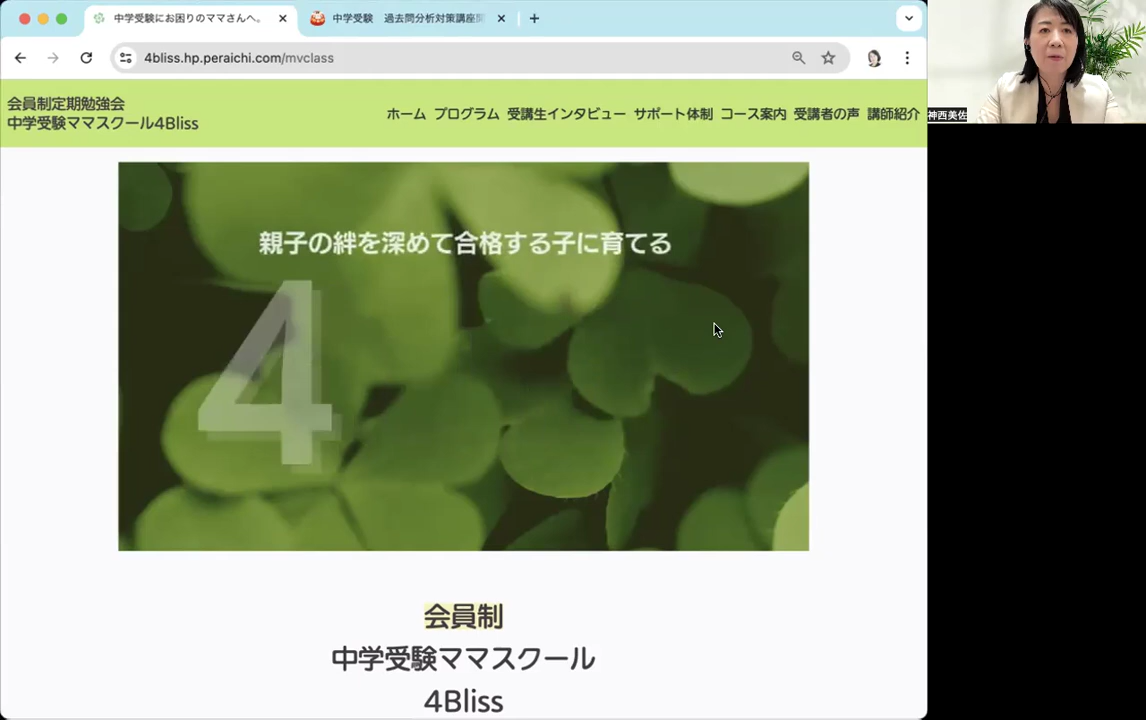 中学受験にお困りのママさんへ。
中学受験　過去問分析対策講座
4bliss.hp.peraichi.com/mvclass
会員制定期勉強会
中学受験ママスクール4Bliss
ホーム プログラム 受講生インタビュー サポート体制 コース案内 受講者の声 講師紹介
神西美佐
親子の絆を深めて合格する子に育てる
4
会員制
中学受験ママスクール
4Bliss